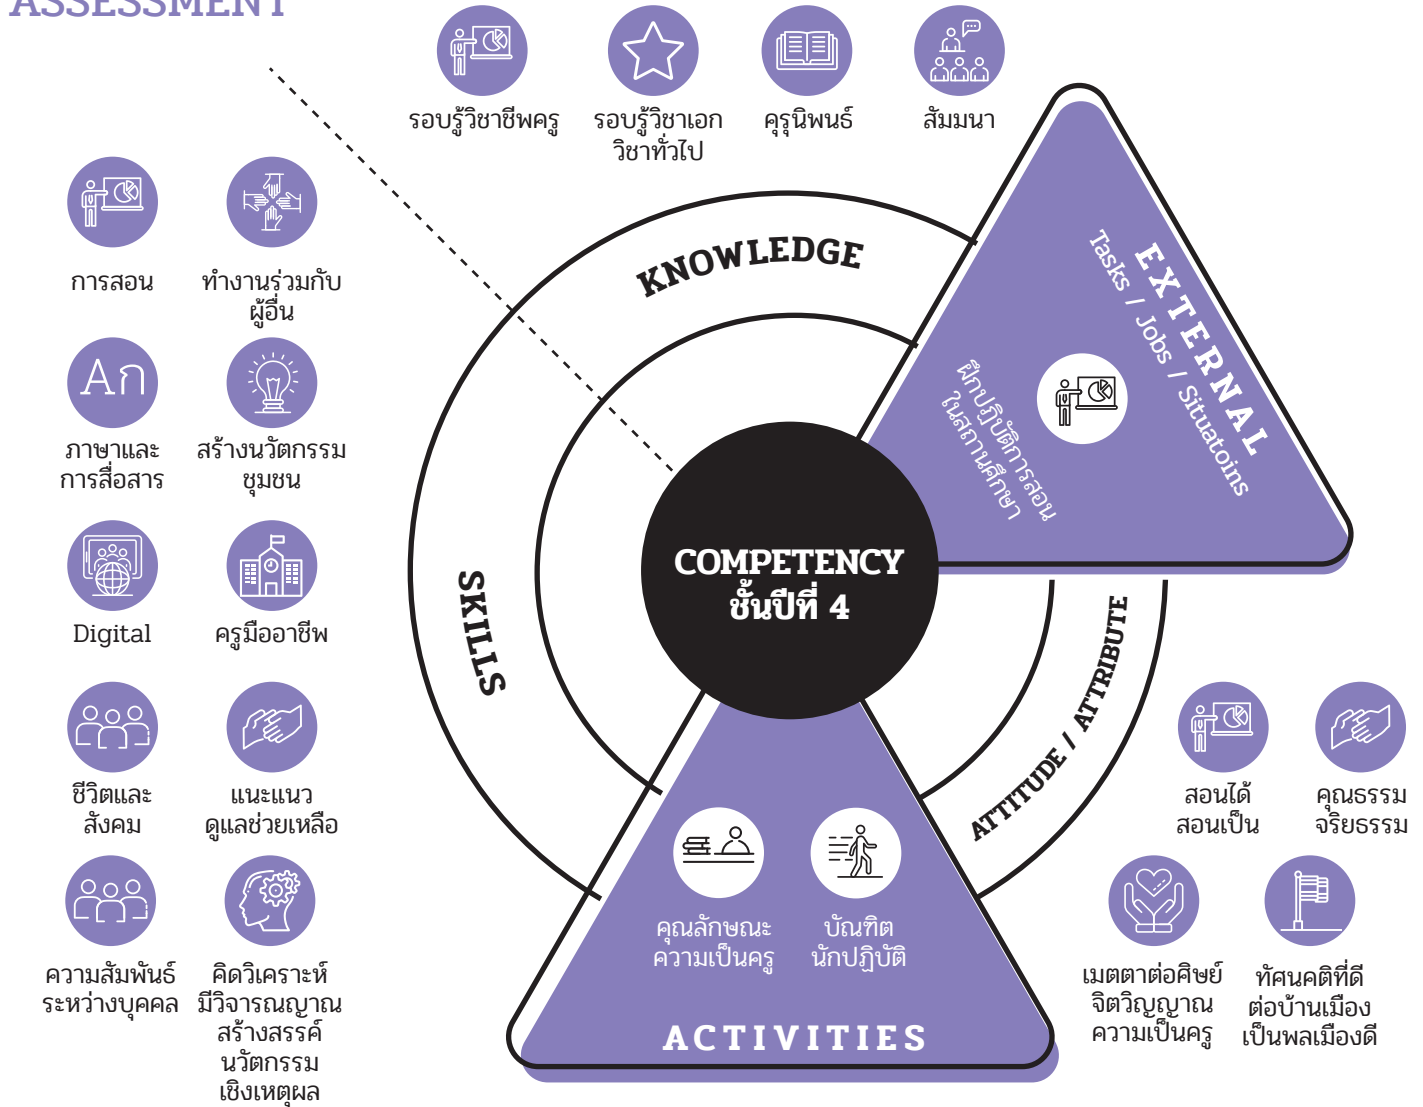 ASSESSMENT
รอบรู้วิชาชีพครู
รอบรู้วิชาเอก
วิชาทั่วไป
คุรุนิพนธ์
สัมมนา
การสอน
ทำงานร่วมกับ
ผู้อื่น
ภาษาและ
การสื่อสาร
Aก
สร้างนวัตกรรม
ชุมชน
Digital
ครูมืออาชีพ
ชีวิตและ
สังคม
แนะแนว
ดูแลช่วยเหลือ
ความสัมพันธ์
ระหว่างบุคคล
คิดวิเคราะห์
มีวิจารณญาณ
สร้างสรรค์
นวัตกรรม
เชิงเหตุผล
KNOWLEDGE
SKILLS
ATTITUDE / ATTRIBUTE
EXTERNAL
Tasks / Jobs / Situatoins
ฝึกปฏิบัติการสอน
ในสถานศึกษา
COMPETENCY
ชั้นปีที่ 4
คุณลักษณะ
ความเป็นครู
บัณฑิต
นักปฏิบัติ
ACTIVITIES
สอนได้
สอนเป็น
คุณธรรม
จริยธรรม
เมตตาต่อศิษย์
จิตวิญญาณ
ความเป็นครู
ทัศนคติที่ดี
ต่อบ้านเมือง
เป็นพลเมืองดี